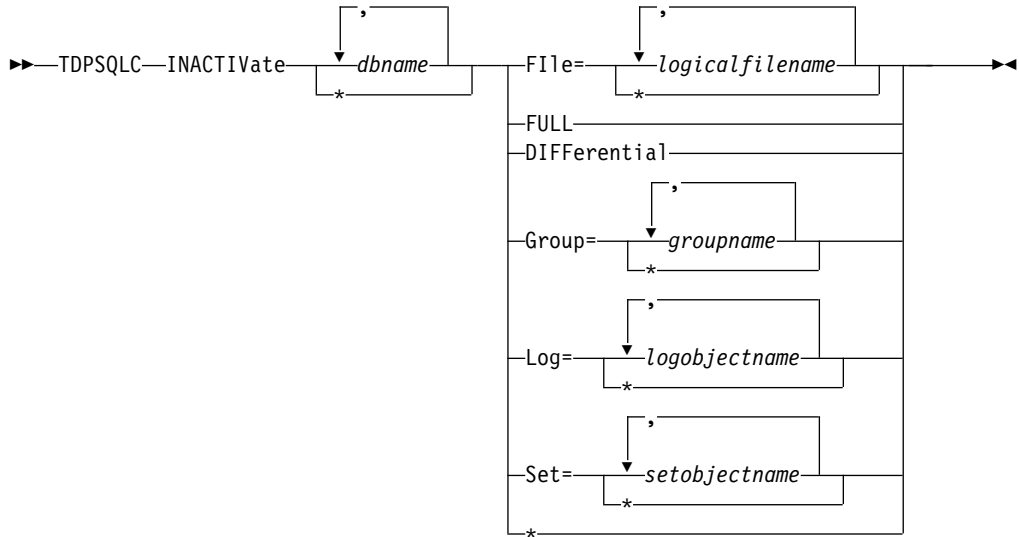 , ,
TDPSQLC INACTIVate dbname FIle= logicalfilename
* *
FULL
DIFFerential
,
Group= groupname
*
,
Log= logobjectname
*
,
Set= setobjectname
*
*